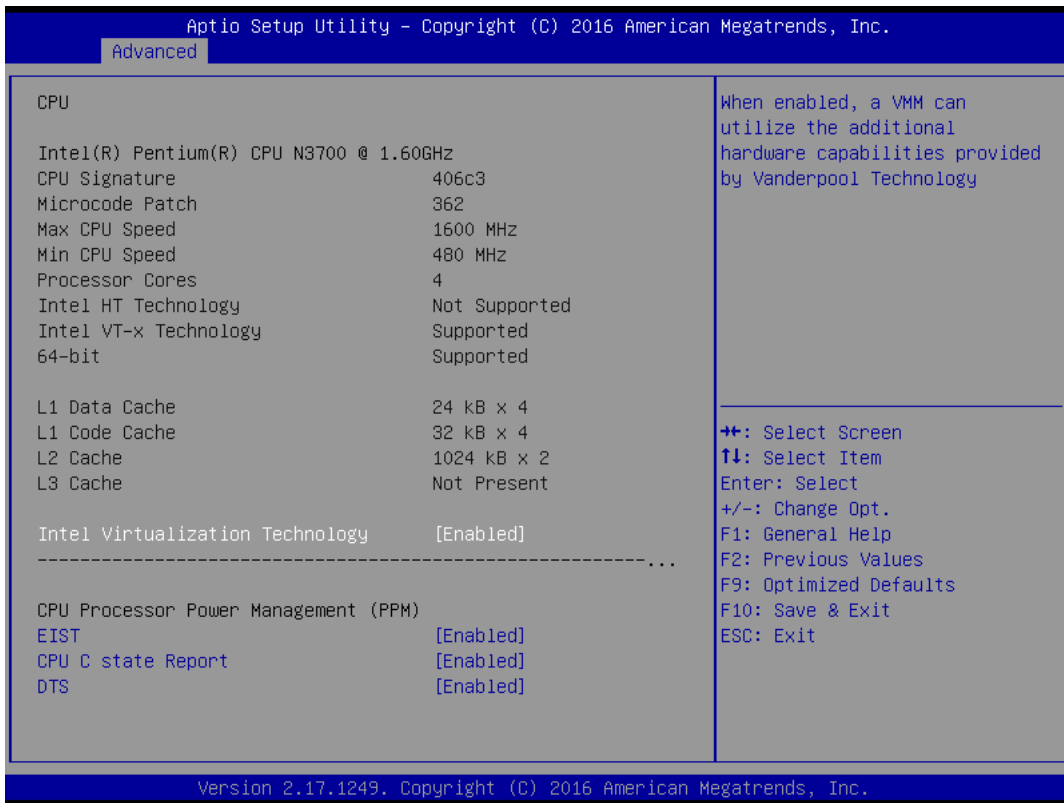 Aptio Setup Utility – Copyright (C) 2016 American Megatrends, Inc.
Advanced
CPU
Intel(R) Pentium(R) CPU N3700 @ 1.60GHz
CPU Signature 406c3
Microcode Patch 362
Max CPU Speed 1600 MHz
Min CPU Speed 480 MHz
Processor Cores 4
Intel HT Technology Not Supported
Intel VT-x Technology Supported
64-bit Supported
L1 Data Cache 24 kB x 4
L1 Code Cache 32 kB x 4
L2 Cache 1024 kB x 2
L3 Cache Not Present
Intel Virtualization Technology [Enabled]
----------------------------------------------------------...
CPU Processor Power Management (PPM)
EIST [Enabled]
CPU C state Report [Enabled]
DTS [Enabled]
When enabled, a VMM can
utilize the additional
hardware capabilities provided
by Vanderpool Technology
→←: Select Screen
↑↓: Select Item
Enter: Select
+/-: Change Opt.
F1: General Help
F2: Previous Values
F9: Optimized Defaults
F10: Save & Exit
ESC: Exit
Version 2.17.1249. Copyright (C) 2016 American Megatrends, Inc.